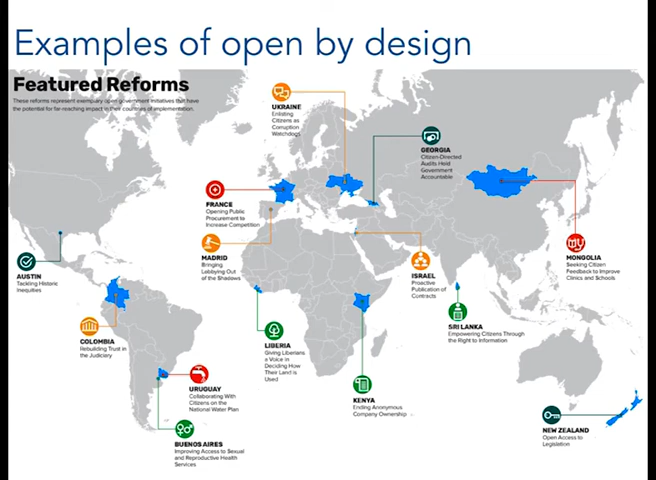 Examples of open by design
Featured Reforms
These reforms represent exemplary open government initiatives that have
the potential for far-reaching impact in their countries of implementation.
UKRAINE
Enlisting
Citizens as
Corruption
Watchdogs
GEORGIA
Citizen-Directed
Audits Hold
Government
Accountable
FRANCE
Opening Public
Procurement to
Increase Competition
MADRID
Bringing
Lobbying Out
of the Shadows
MONGOLIA
Seeking Citizen
Feedback to Improve
Clinics and Schools
AUSTIN
Tackling Historic
Inequities
ISRAEL
Proactive
Publication of
Contracts
COLOMBIA
Rebuilding Trust in
the Judiciary
LIBERIA
Giving Liberians
a Voice in
Deciding How
Their Land is
Used
SRI LANKA
Empowering Citizens Through
the Right to Information
URUGUAY
Collaborating With
Citizens on the
National Water Plan
KENYA
Ending Anonymous
Company Ownership
BUENOS AIRES
Improving Access to Sexual
and Reproductive Health
Services
NEW ZEALAND
Open Access to
Legislation